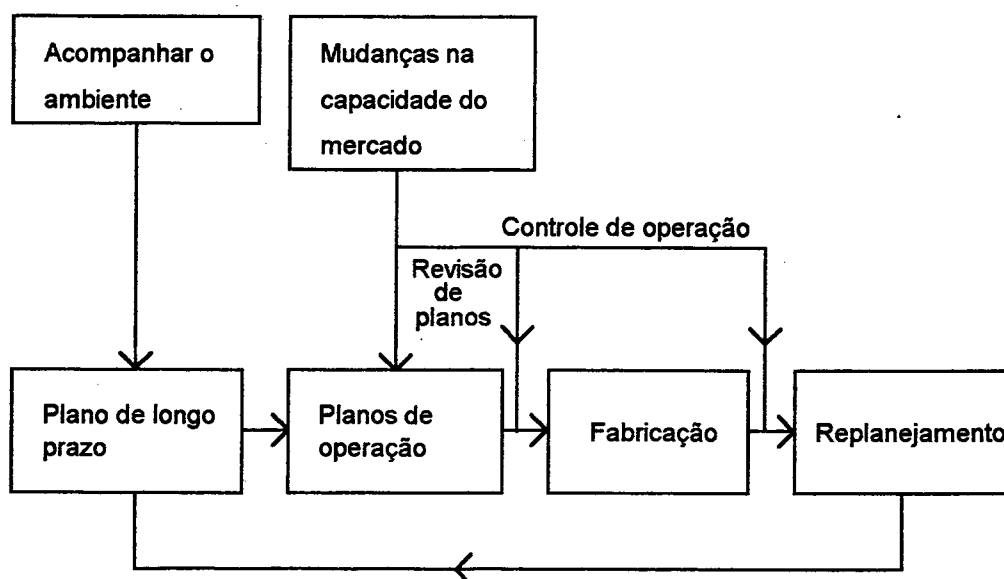 Acompanhar o
ambiente
Mudanças na
capacidade do
mercado
Controle de operação
Revisão
de
planos
Plano de longo
prazo
Planos de
operação
Fabricação
Replanejamento